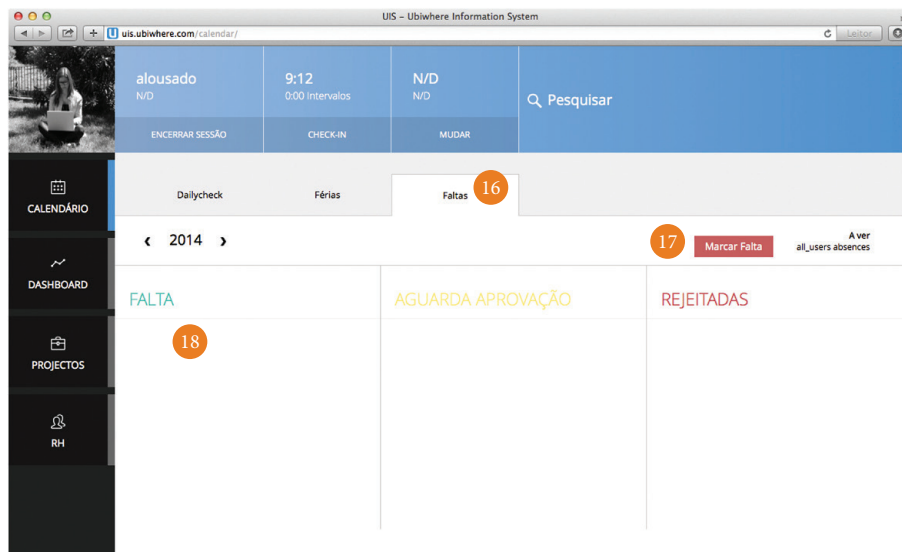 UIS – Ubiwhere Information System
uis.ubiwhere.com/calendar/
Leitor
alousado
N/D
9:12
0:00 Intervalos
N/D
N/D
Pesquisar
ENCERRAR SESSÃO
CHECK-IN
MUDAR
CALENDÁRIO
DASHBOARD
PROJECTOS
RH
Dailycheck
Férias
Faltas
16
2014
17
Marcar Falta
A ver
all_users absences
FALTA
AGUARDA APROVAÇÃO
REJEITADAS
18